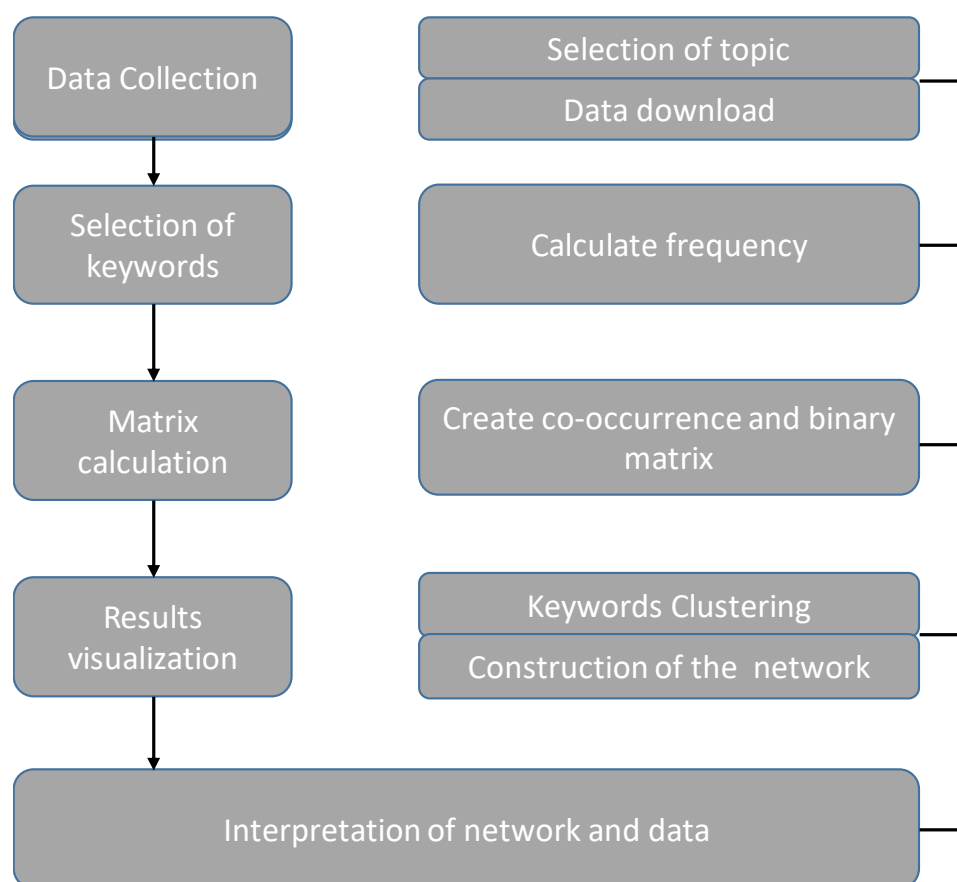 Data Collection
Selection of topic
Data download
Selection of
keywords
Calculate frequency
Matrix
calculation
Create co-occurrence and binary
matrix
Results
visualization
Keywords Clustering
Construction of the  network
Interpretation of network and data